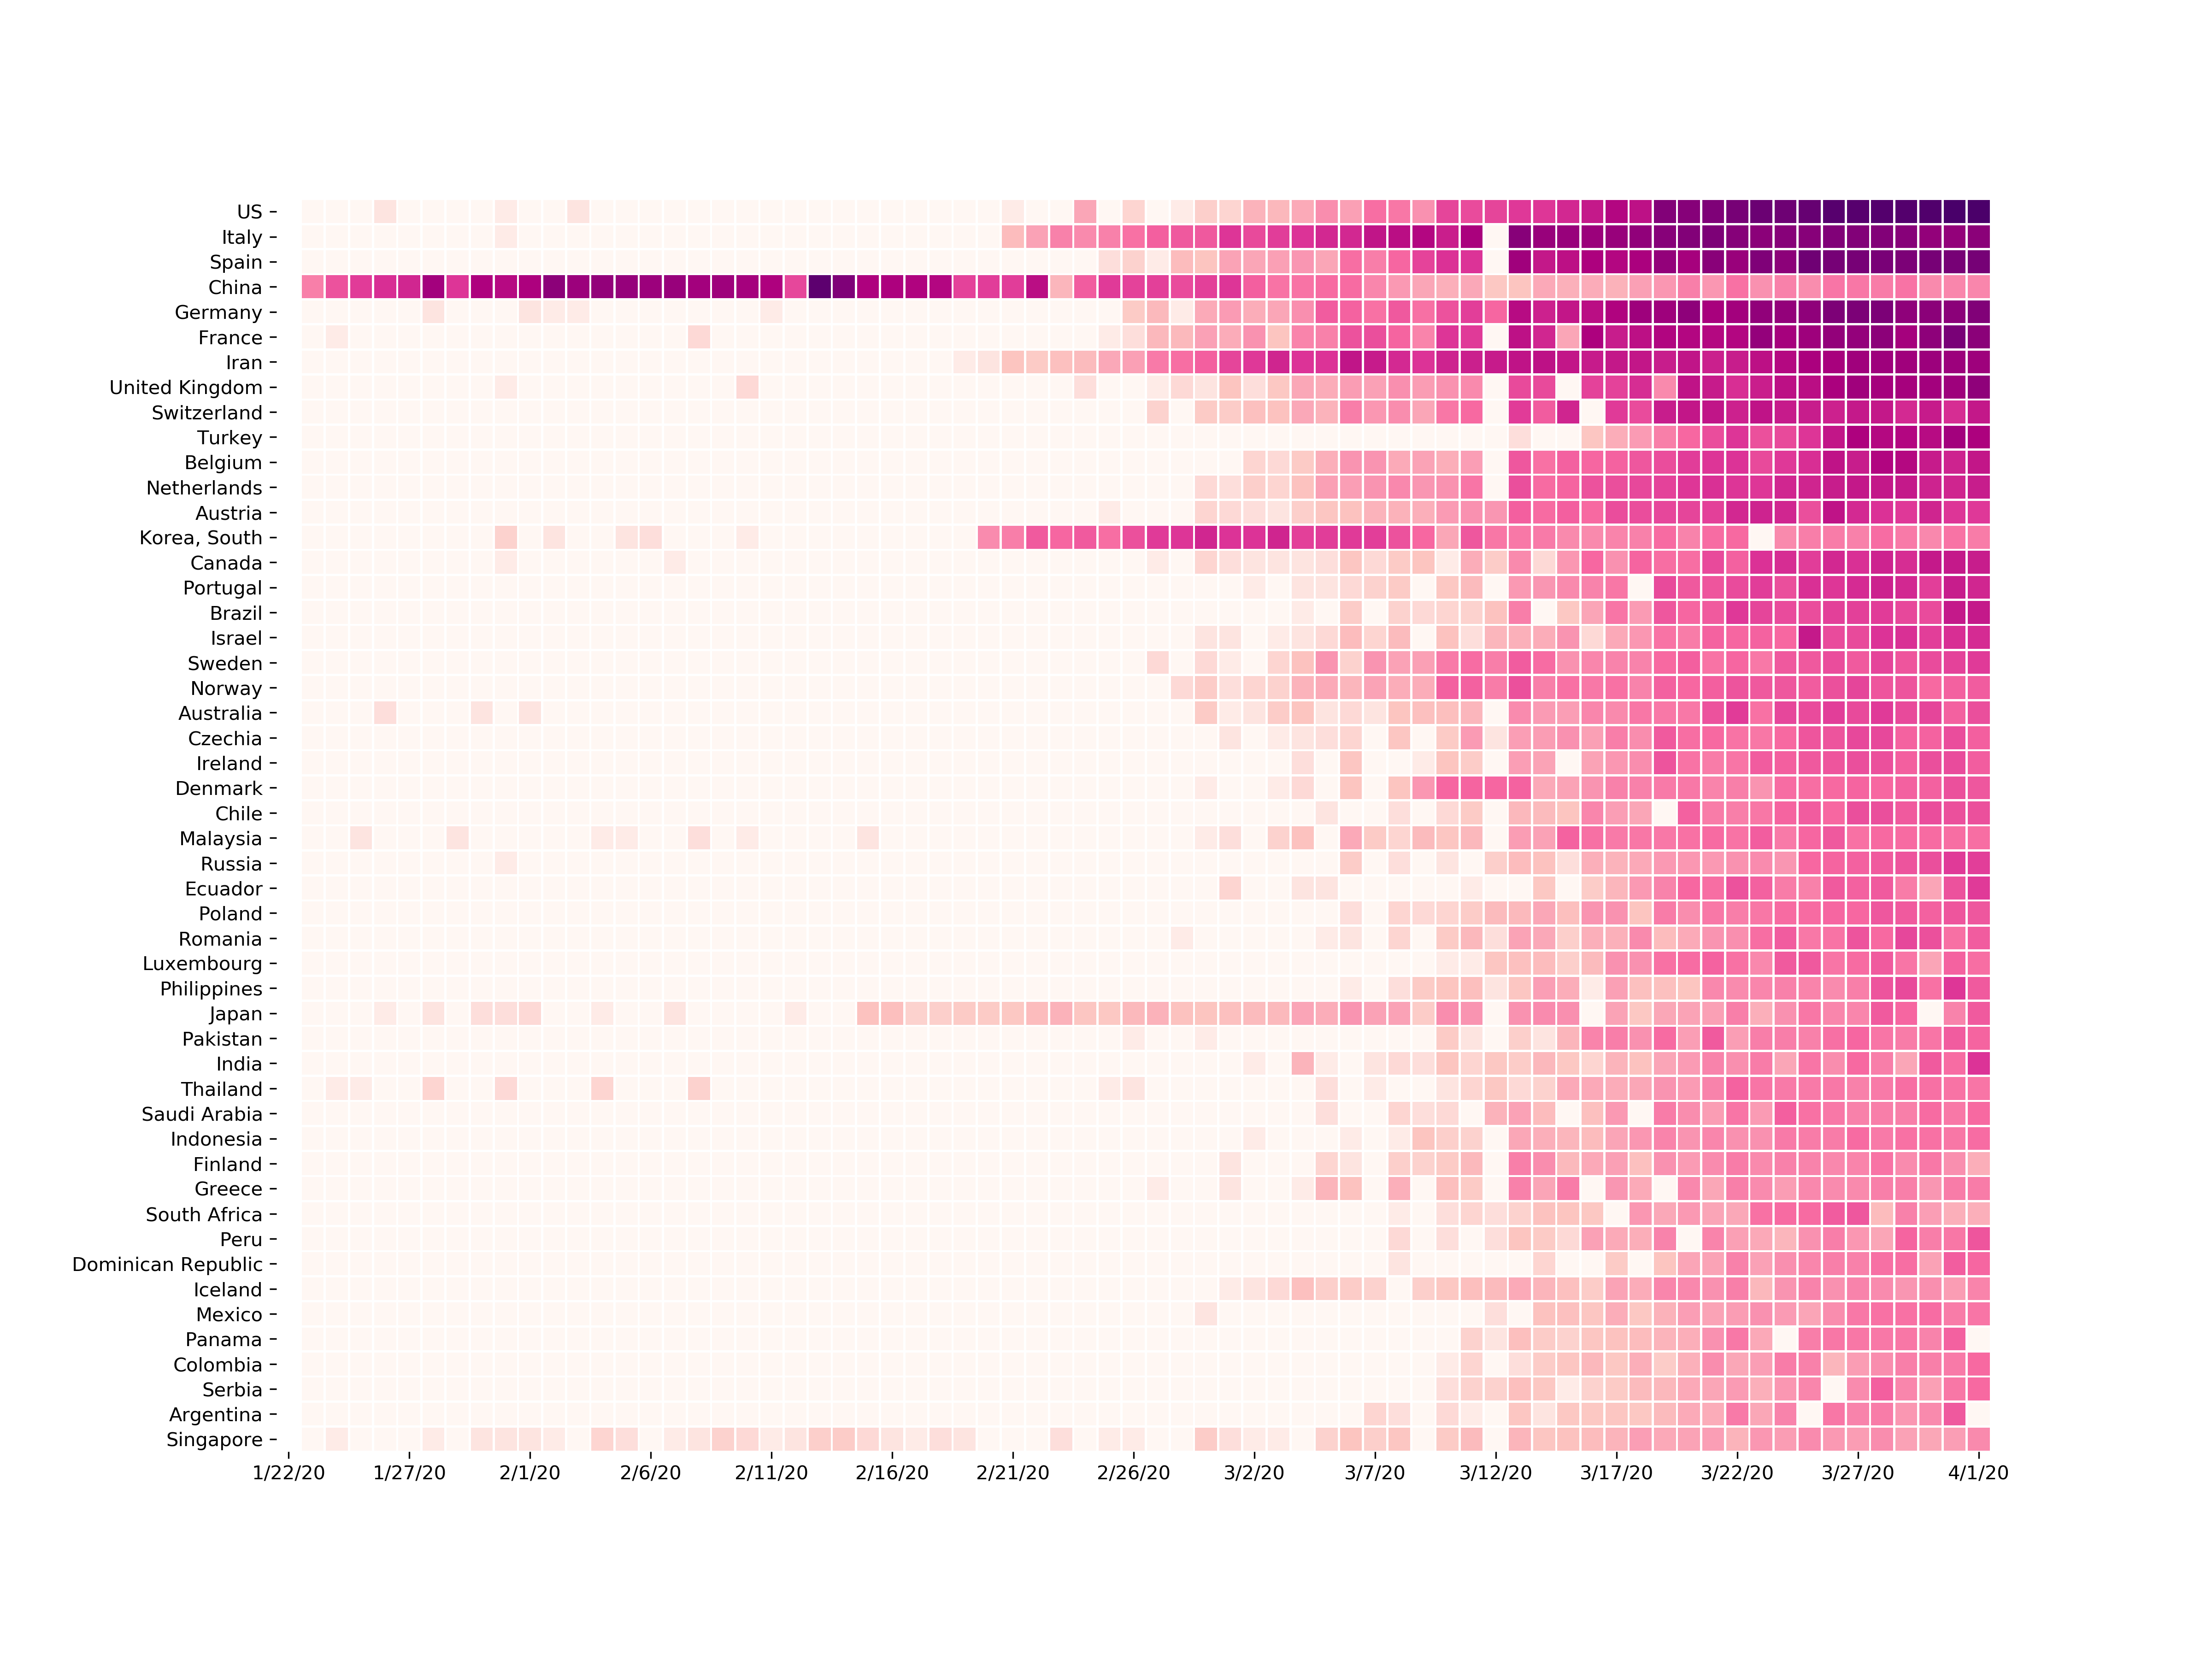 US
Italy
Spain
China
Germany
France
Iran
United Kingdom
Switzerland
Turkey
Belgium
Netherlands
Austria
Korea, South
Canada
Portugal
Brazil
Israel
Sweden
Norway
Australia
Czechia
Ireland
Denmark
Chile
Malaysia
Russia
Ecuador
Poland
Romania
Luxembourg
Philippines
Japan
Pakistan
India
Thailand
Saudi Arabia
Indonesia
Finland
Greece
South Africa
Peru
Dominican Republic
Iceland
Mexico
Panama
Colombia
Serbia
Argentina
Singapore
1/22/20 1/27/20 2/1/20 2/6/20 2/11/20 2/16/20 2/21/20 2/26/20 3/2/20 3/7/20 3/12/20 3/17/20 3/22/20 3/27/20 4/1/20